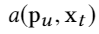 a(p_u, x_t)